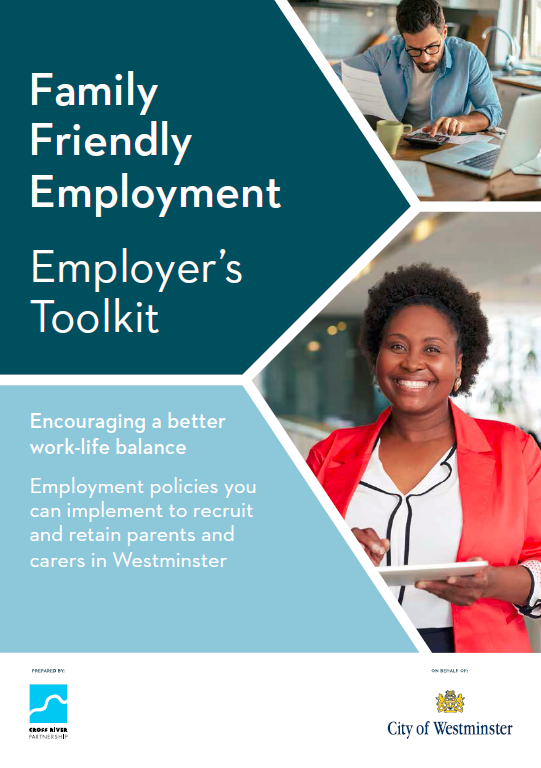 Family
Friendly
Employment
Employer's
Toolkit
Encouraging a better
work-life balance
Employment policies you
can implement to recruit
and retain parents and
carers in Westminster
PREPARED BY:
CROSS RIVER
PARTNERSHIP
ON BEHALF OF:
City of Westminster